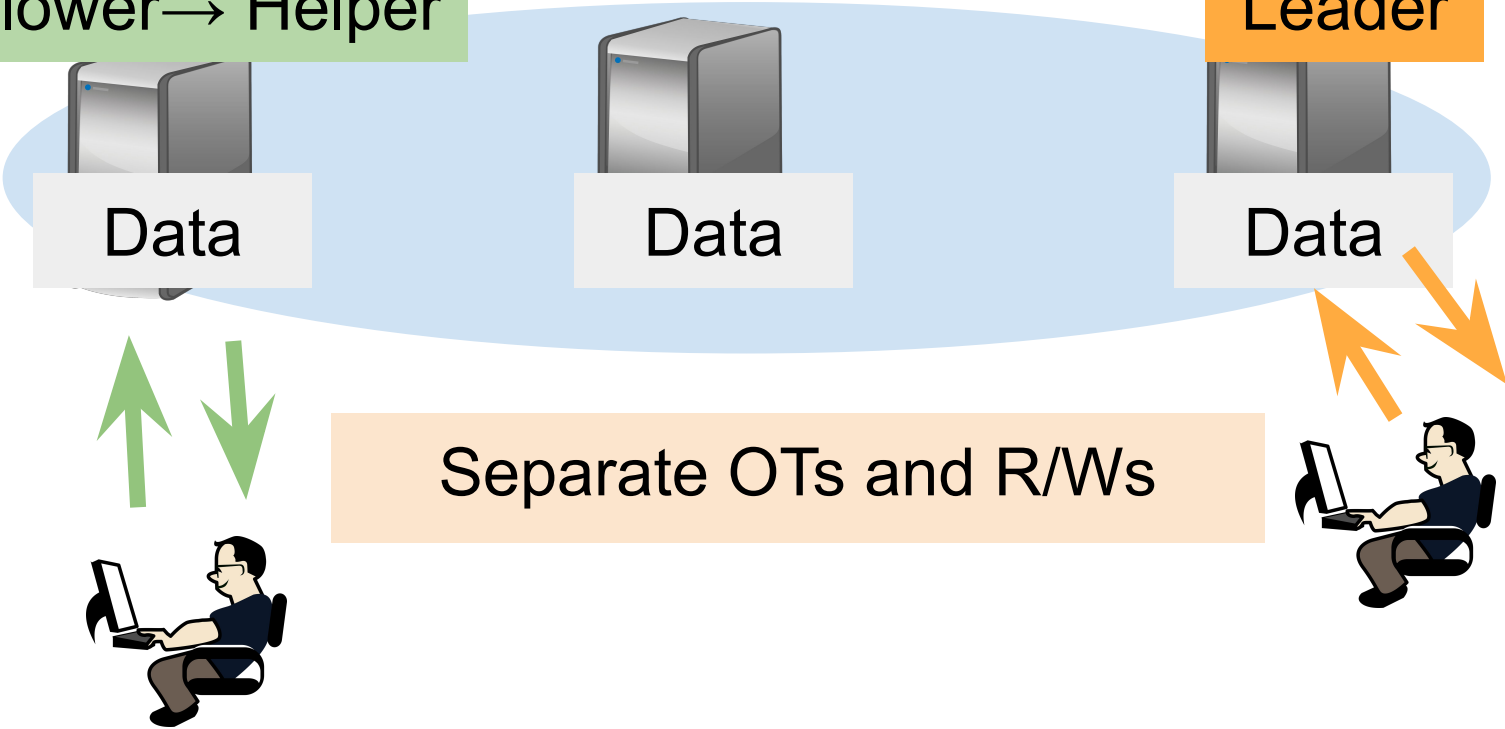 lower→ Helper
Leader
Data
Data
Data
Separate OTs and R/Ws